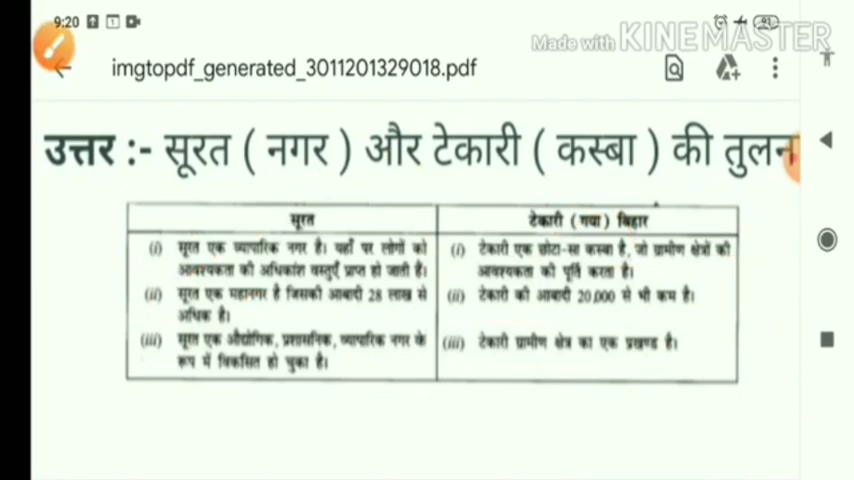 9:20
91
Made with KINEMASTER
imgtopdf_generated_3011201329018.pdf
उत्तर :- सूरत ( नगर ) और टेकारी ( कस्बा ) की तुलन
सूरत
टेकारी (गया) बिहार
(i) सूरत एक व्यापारिक नगर है। यहाँ पर लोगों को
आवश्यकता की अधिकांश वस्तुएँ प्राप्त हो जाती हैं।
(ii) सूरत एक महानगर है जिसकी आबादी 28 लाख से
अधिक है।
(iii) सूरत एक औद्योगिक, प्रशासनिक, व्यापारिक नगर के
रूप में विकसित हो चुका है।
(i) टेकारी एक छोटा-सा कस्बा है, जो ग्रामीण क्षेत्रों की
आवश्यकता की पूर्ति करता है।
(ii) टेकारी की आबादी 20,000 से भी कम है।
(iii) टेकारी ग्रामीण क्षेत्र का एक प्रखण्ड है।